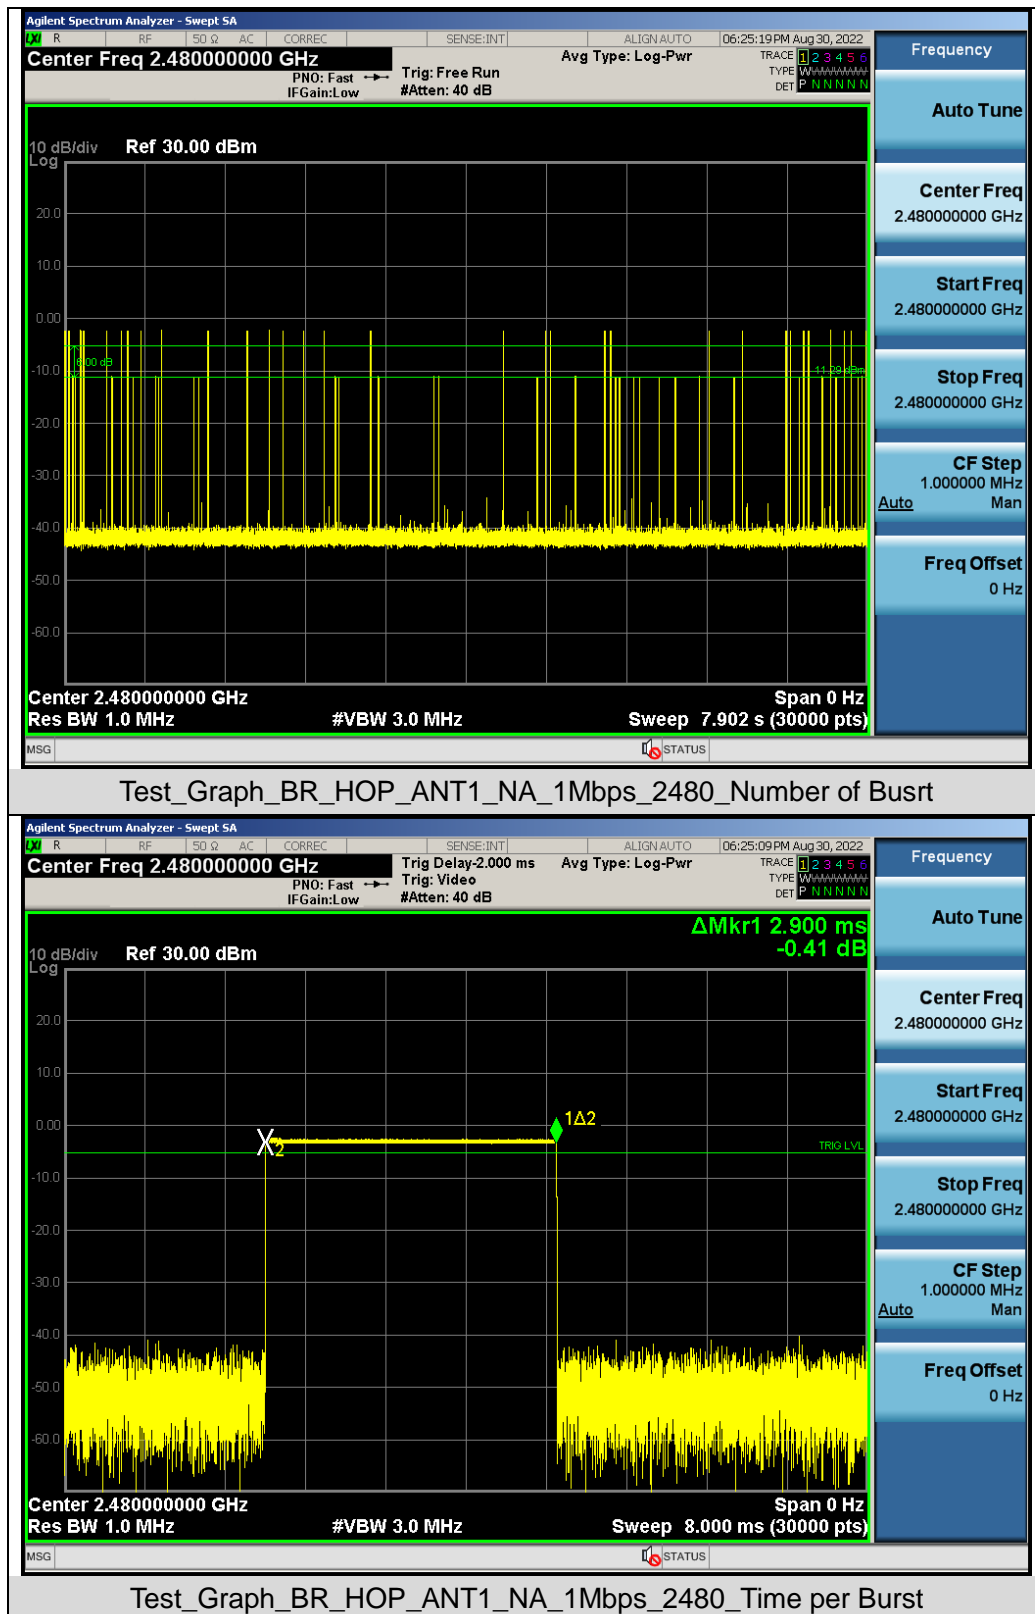 Agilent Spectrum Analyzer - Swept SA
LXI R RF 50 Ω AC CORREC SENSE:INT ALIGN AUTO 06:25:19 PM Aug 30, 2022
Center Freq 2.480000000 GHz
PNO: Fast
IFGain:Low
Trig: Free Run
#Atten: 40 dB
Avg Type: Log-Pwr
TRACE 1 2 3 4 5 6
TYPE
DET P N N N N N
Frequency
Auto Tune
Center Freq
2.480000000 GHz
Start Freq
2.480000000 GHz
Stop Freq
2.480000000 GHz
CF Step
1.000000 MHz
Auto Man
Freq Offset
0 Hz
10 dB/div Ref 30.00 dBm
Log
20.0
10.0
0.00
6.00 dB
-10.0
-11.29 dBm
-20.0
-30.0
-40.0
-50.0
-60.0
Center 2.480000000 GHz Span 0 Hz
Res BW 1.0 MHz #VBW 3.0 MHz Sweep 7.902 s (30000 pts)
MSG STATUS
Test_Graph_BR_HOP_ANT1_NA_1Mbps_2480_Number of Busrt
Agilent Spectrum Analyzer - Swept SA
LXI R RF 50 Ω AC CORREC SENSE:INT ALIGN AUTO 06:25:09 PM Aug 30, 2022
Center Freq 2.480000000 GHz
PNO: Fast
IFGain:Low
Trig Delay-2.000 ms
Trig: Video
#Atten: 40 dB
Avg Type: Log-Pwr
TRACE 1 2 3 4 5 6
TYPE
DET P N N N N N
Frequency
Auto Tune
Center Freq
2.480000000 GHz
Start Freq
2.480000000 GHz
Stop Freq
2.480000000 GHz
CF Step
1.000000 MHz
Auto Man
Freq Offset
0 Hz
ΔMkr1 2.900 ms
-0.41 dB
10 dB/div Ref 30.00 dBm
Log
20.0
10.0
0.00
1Δ2
2
TRIG LVL
-10.0
-20.0
-30.0
-40.0
-50.0
-60.0
Center 2.480000000 GHz Span 0 Hz
Res BW 1.0 MHz #VBW 3.0 MHz Sweep 8.000 ms (30000 pts)
MSG STATUS
Test_Graph_BR_HOP_ANT1_NA_1Mbps_2480_Time per Burst